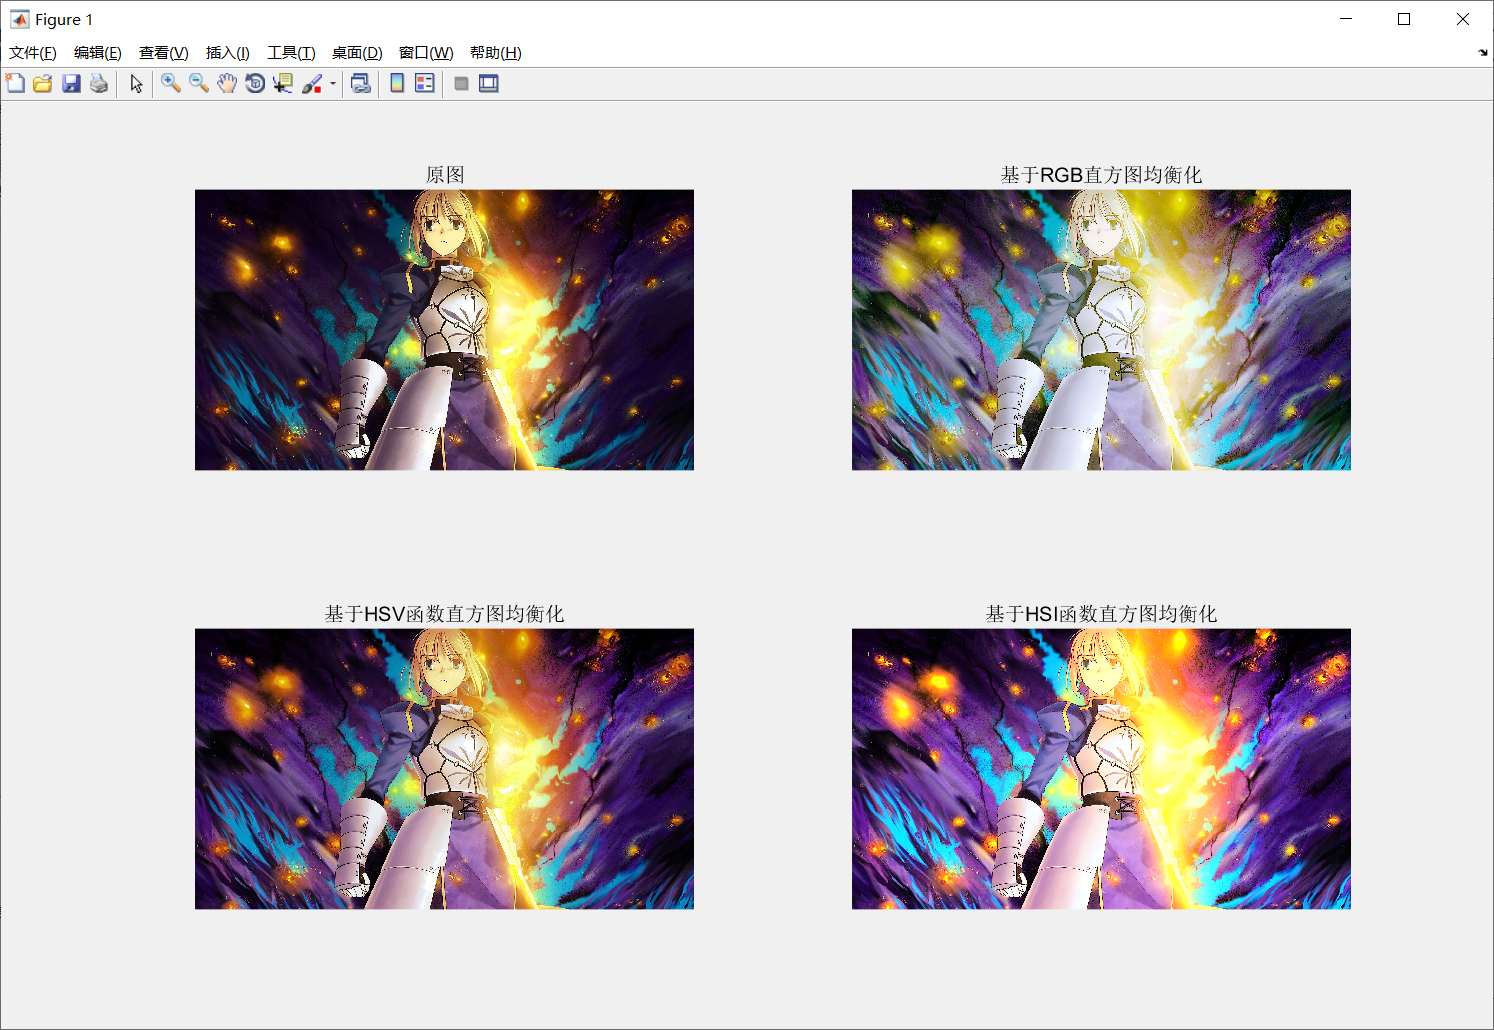 Figure 1
文件(F) 编辑(E) 查看(V) 插入(I) 工具(T) 桌面(D) 窗口(W) 帮助(H)
原图
基于RGB直方图均衡化
基于HSV函数直方图均衡化
基于HSI函数直方图均衡化